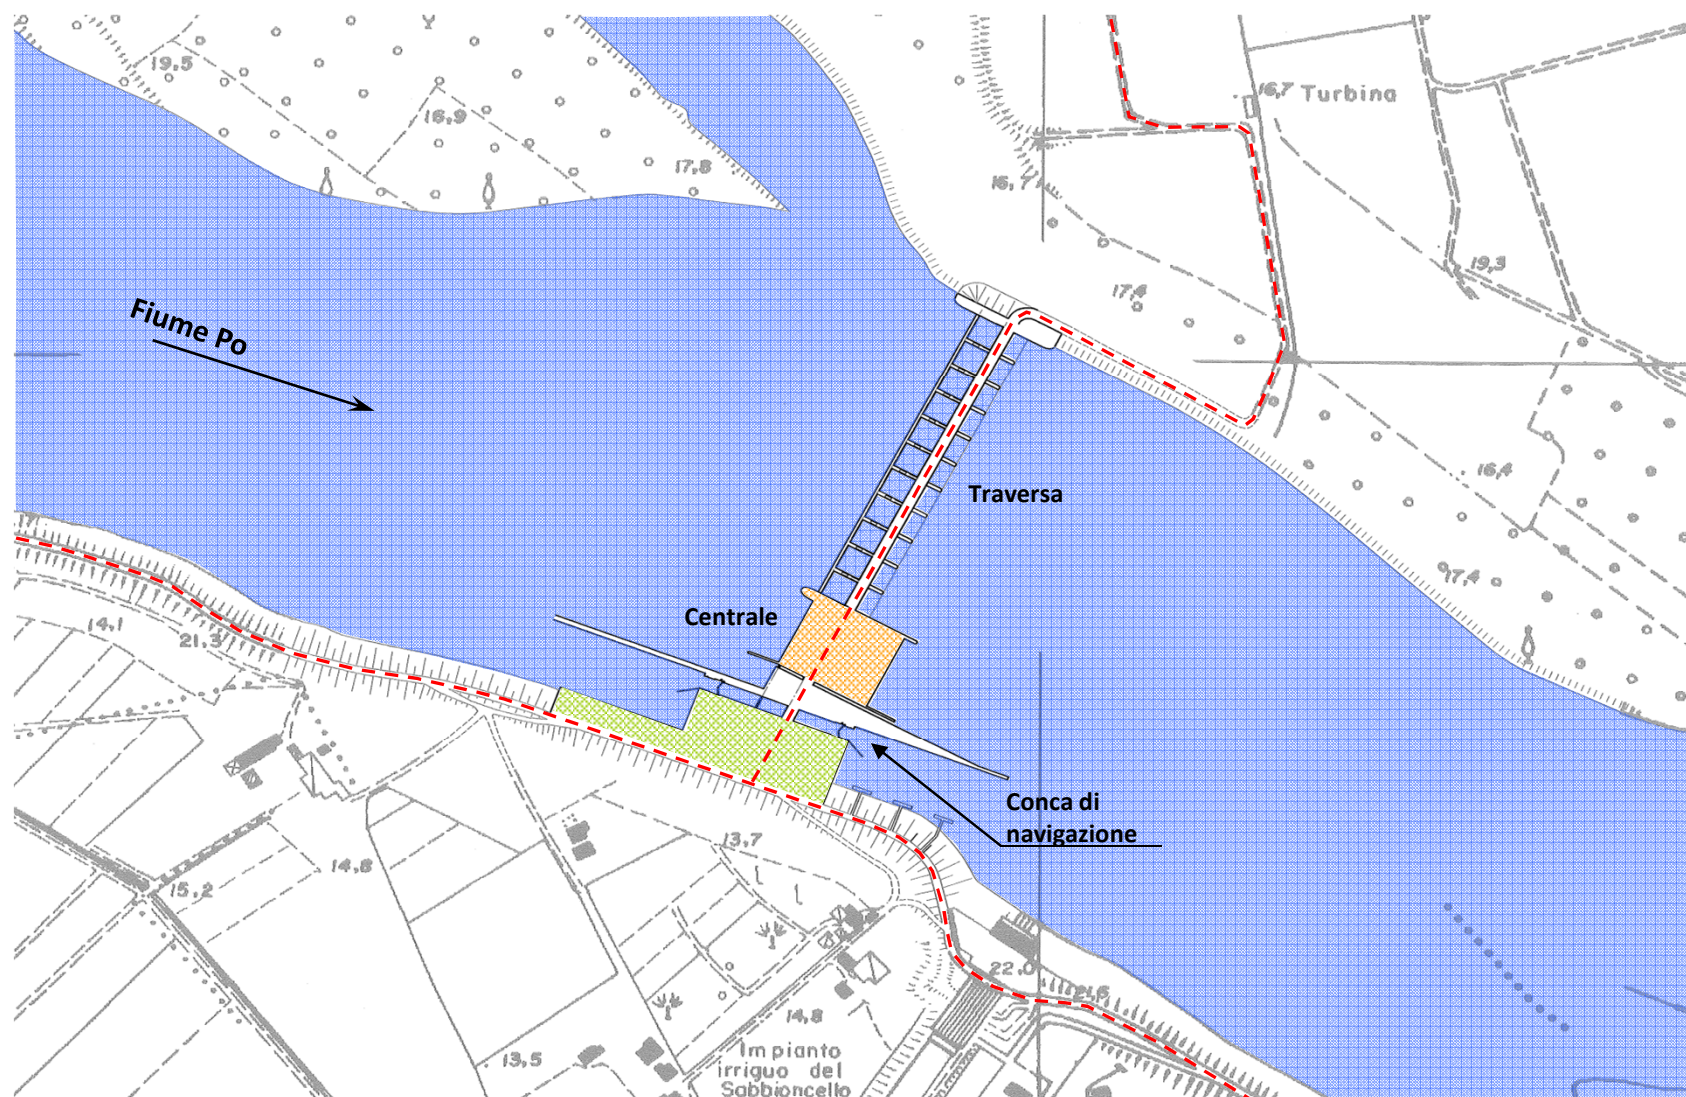 19,5
16,9
17,8
16,7 Turbina
16,7
19,3
17,4
Fiume Po
Traversa
16,4
17,4
Centrale
14,1
21,3
Conca di
navigazione
13,7
14,8
15,2
22,0
21,5
14,8
13,5
Impianto
irriguo del
Sabbioncello